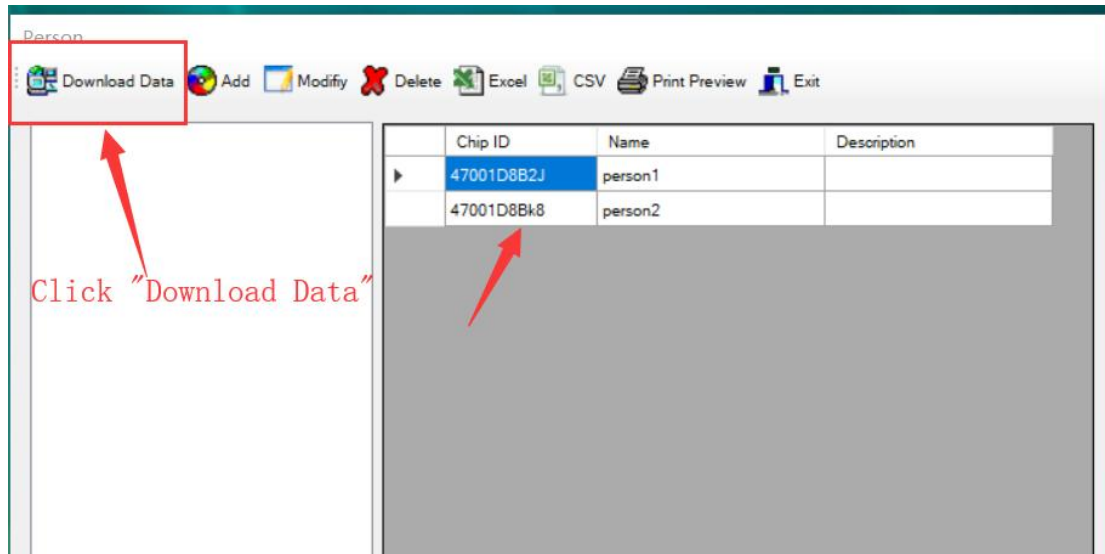 Person
Download Data Add Modifiy Delete Excel CSV Print Preview Exit
Chip ID Name Description
47001D8B2J person1
47001D8Bk8 person2
Click "Download Data"